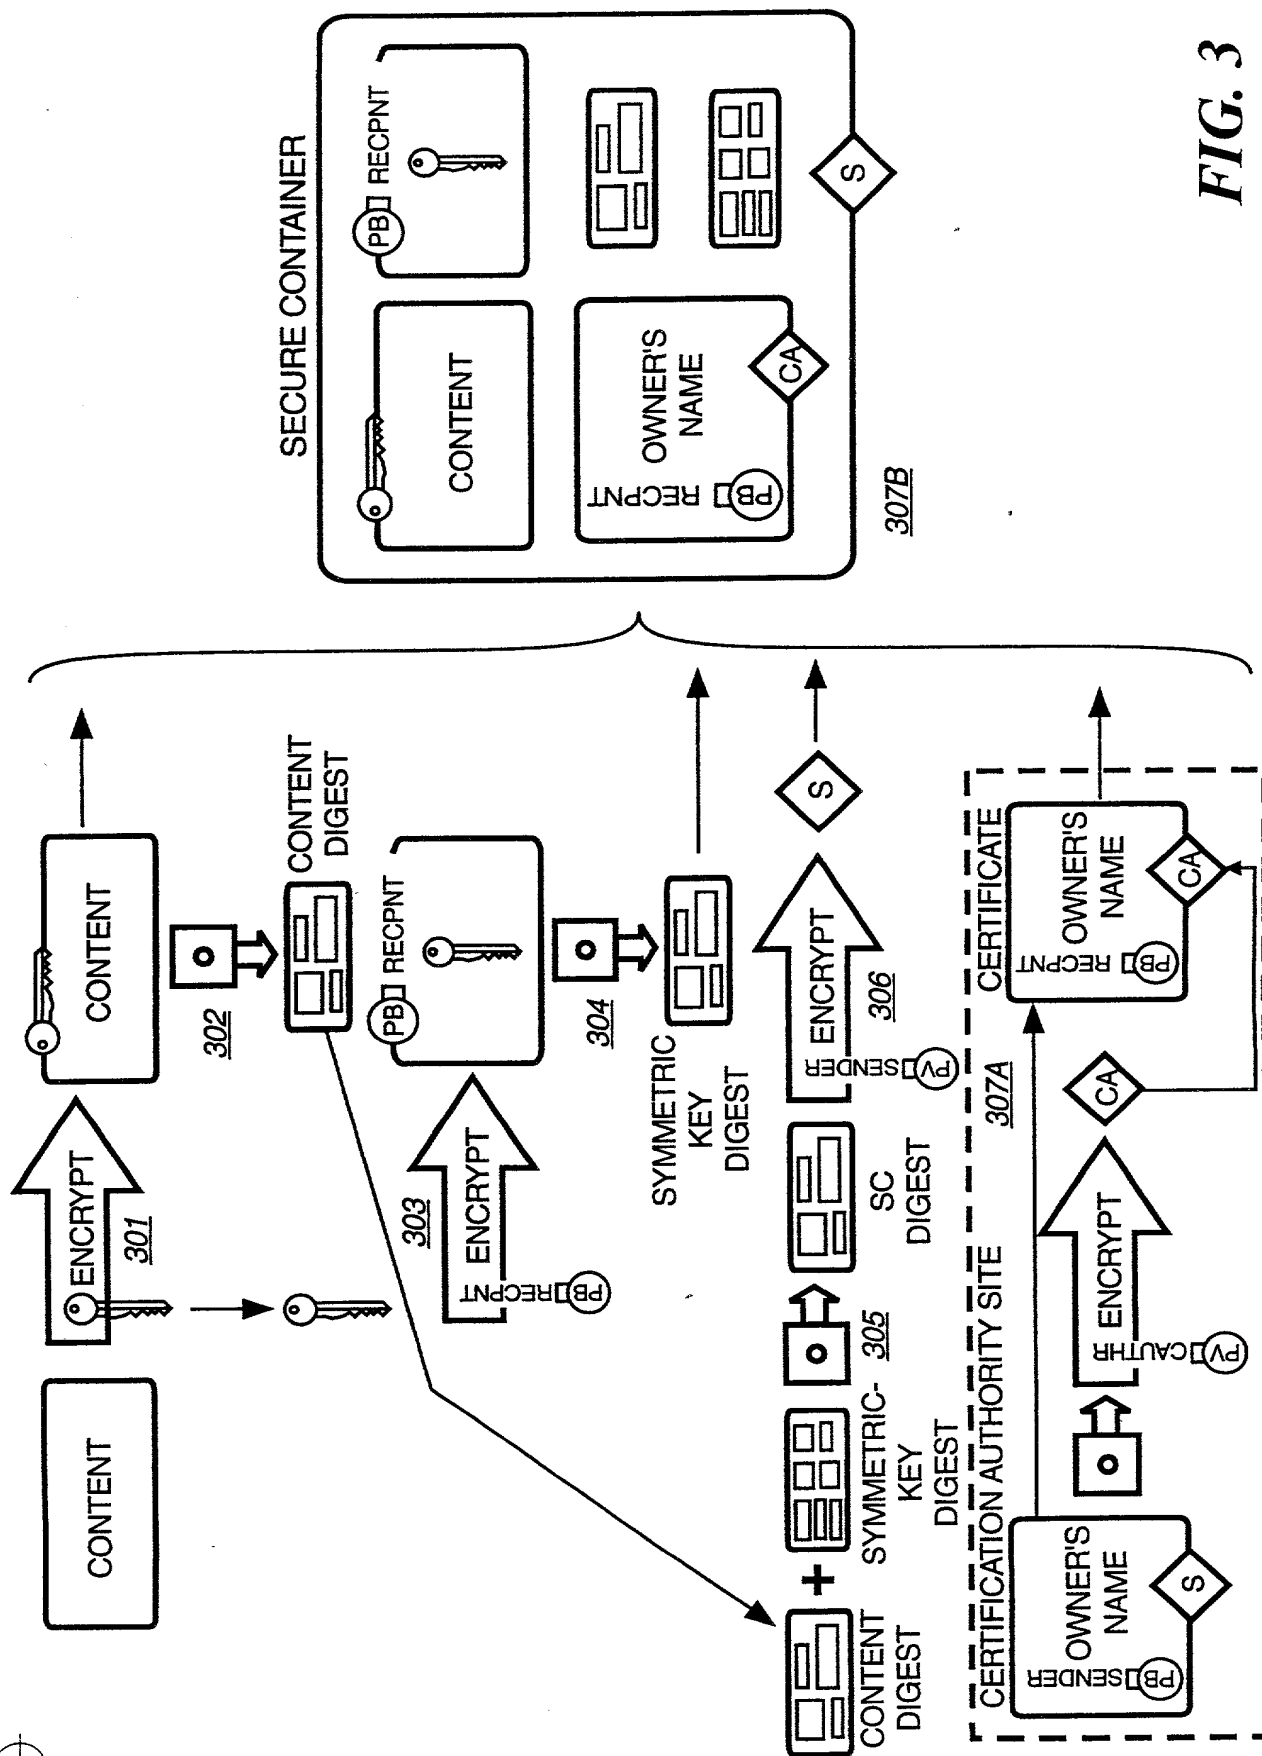 CONTENT
ENCRYPT
301
CONTENT
302
CONTENT
DIGEST
ENCRYPT
303
RECPNT
PB
PB
RECPNT
304
SYMMETRIC
KEY
DIGEST
CONTENT
DIGEST
+
SYMMETRIC-
KEY
DIGEST
305
SC
DIGEST
ENCRYPT
306
SENDER
PV
S
CERTIFICATION AUTHORITY SITE
307A
CERTIFICATE
OWNER'S
NAME
SENDER
PB
S
ENCRYPT
CAUTHR
PV
CA
OWNER'S
NAME
RECPNT
PB
CA
SECURE CONTAINER
CONTENT
PB
RECPNT
OWNER'S
NAME
RECPNT
PB
CA
S
307B
FIG. 3